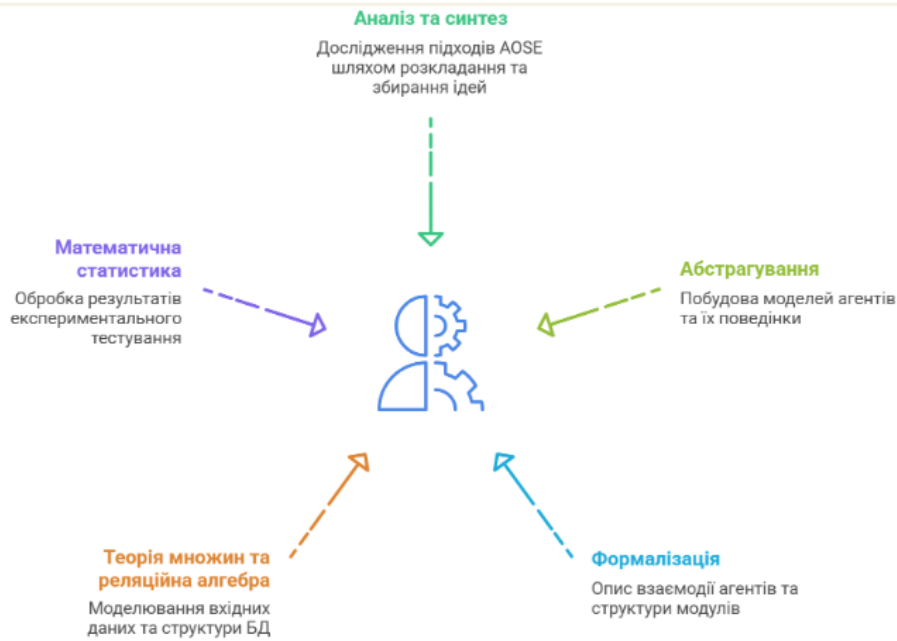 Аналіз та синтез
Дослідження підходів AOSE
шляхом розкладання та
збирання ідей
Математична
статистика
Обробка результатів
експериментального
тестування
Абстрагування
Побудова моделей агентів
та їх поведінки
Теорія множин та
реляційна алгебра
Моделювання вхідних
даних та структури БД
Формалізація
Опис взаємодії агентів та
структури модулів